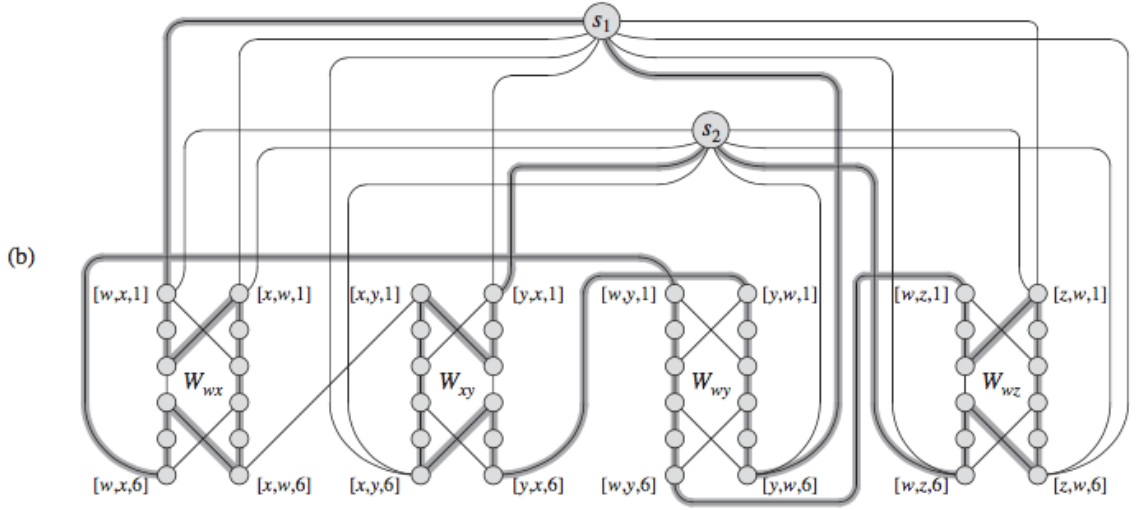 s1
s2
(b)
[w,x,1] [x,w,1] [x,y,1] [y,x,1] [w,y,1] [y,w,1] [w,z,1] [z,w,1]
Wwx Wxy Wwy Wwz
[w,x,6] [x,w,6] [x,y,6] [y,x,6] [w,y,6] [y,w,6] [w,z,6] [z,w,6]